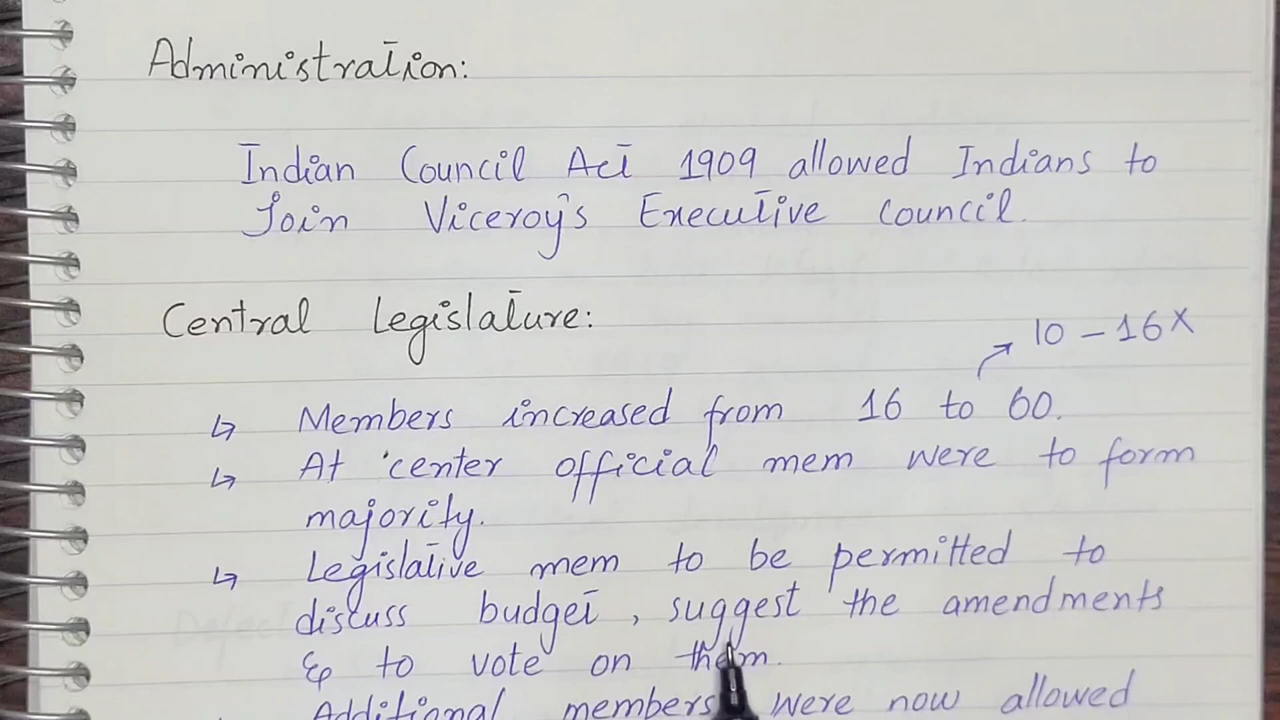 Administration:
Indian Council Act 1909 allowed Indians to
Join Viceroy's Executive Council.
Central Legislature:
10 - 16 x
↳ Members increased from 16 to 60.
↳ At center official mem were to form
majority.
↳ Legislative mem to be permitted to
discuss budget, suggest the amendments
& to vote on them.
Additional members were now allowed